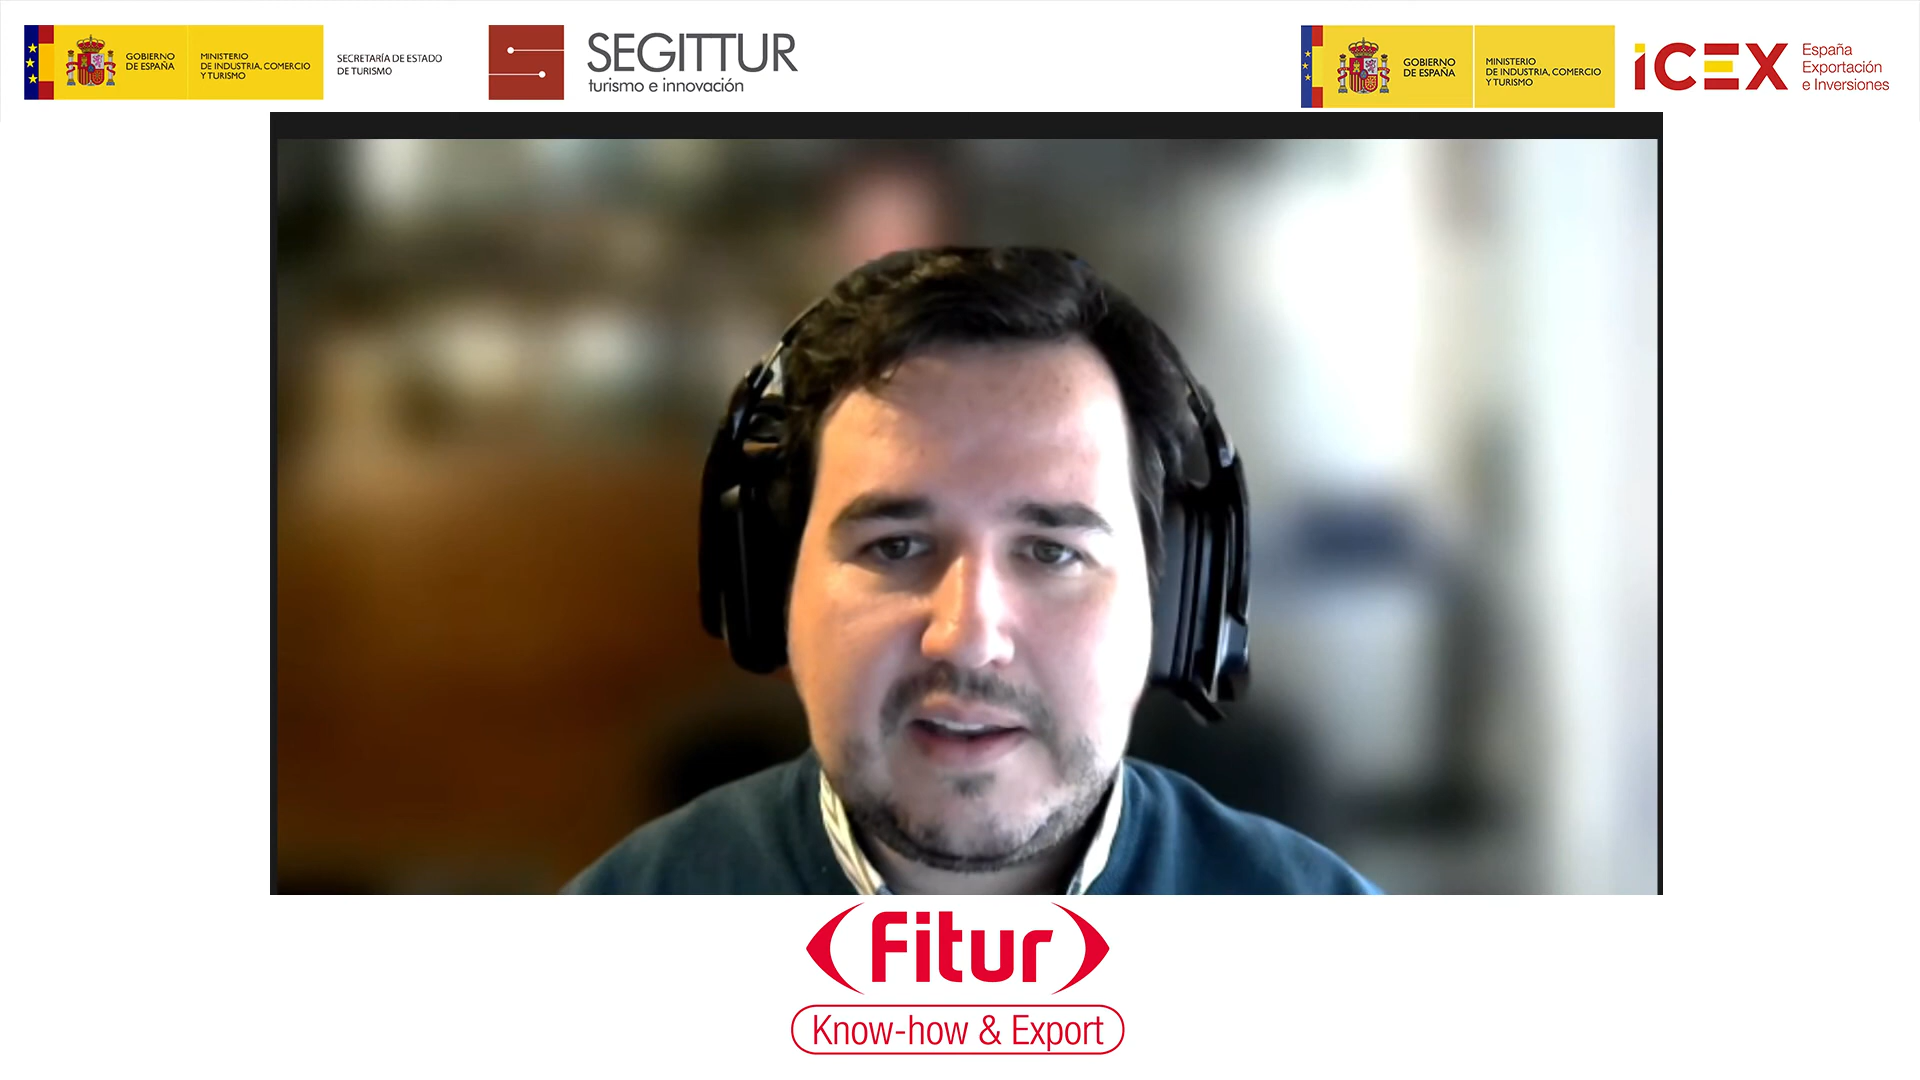 GOBIERNO
DE ESPAÑA
MINISTERIO
DE INDUSTRIA, COMERCIO
Y TURISMO
SECRETARÍA DE ESTADO
DE TURISMO
SEGITTUR
turismo e innovación
GOBIERNO
DE ESPAÑA
MINISTERIO
DE INDUSTRIA, COMERCIO
Y TURISMO
iCEX
España
Exportación
e Inversiones
Fitur
Know-how & Export